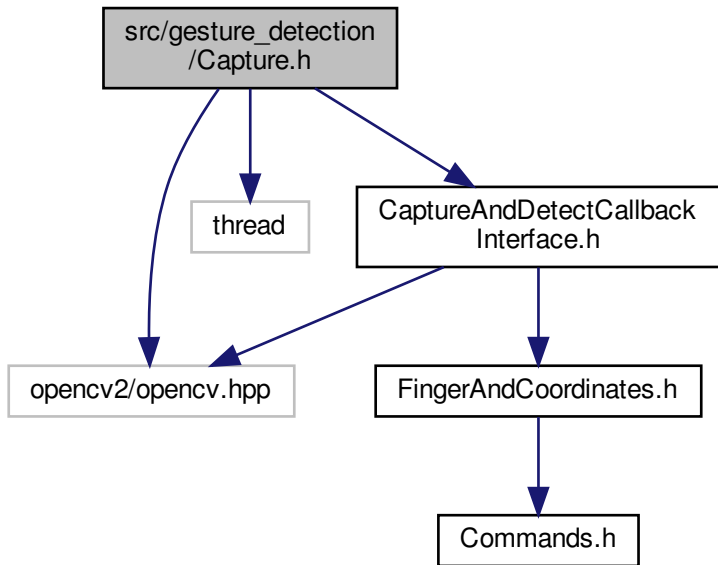 src/gesture_detection
/Capture.h
thread
CaptureAndDetectCallback
Interface.h
opencv2/opencv.hpp
FingerAndCoordinates.h
Commands.h